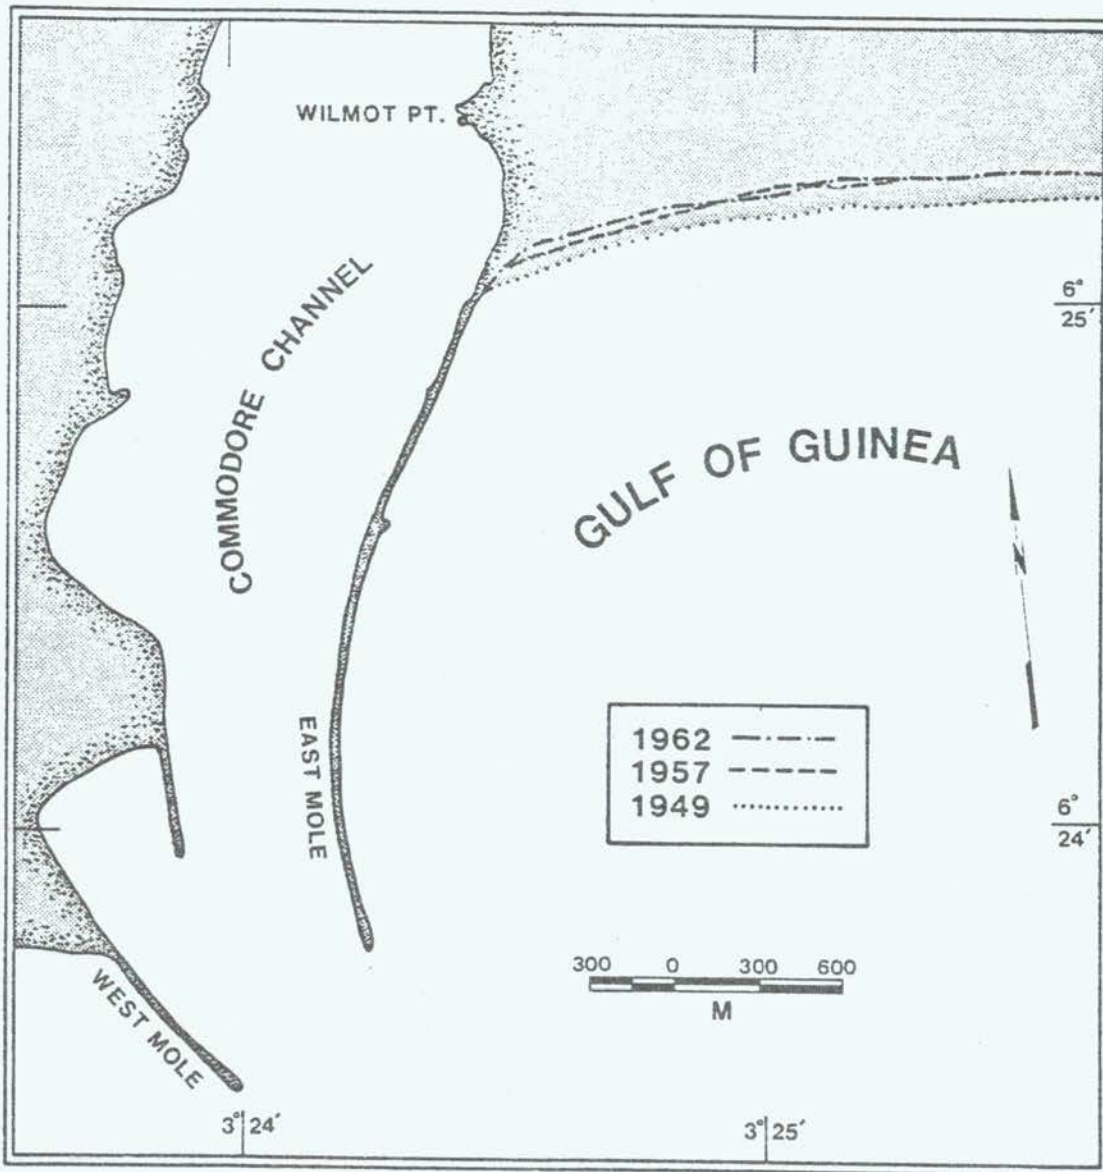 WILMOT PT.
COMMODORE CHANNEL
6°
25′
GULF OF GUINEA
EAST MOLE
1962
1957
1949
6°
24′
300 0 300 600
M
WEST MOLE
3° 24′
3° 25′